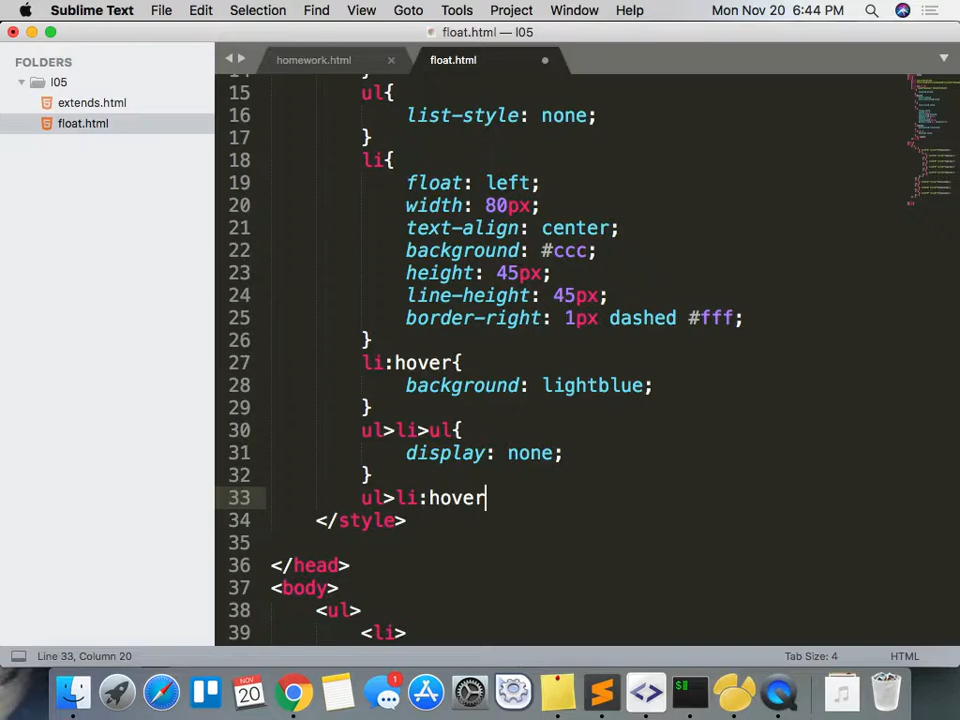 Sublime Text File Edit Selection Find View Goto Tools Project Window Help Mon Nov 20 6:44 PM
float.html — l05
FOLDERS
l05
extends.html
float.html
homework.html
float.html
15 ul{
16 list-style: none;
17 }
18 li{
19 float: left;
20 width: 80px;
21 text-align: center;
22 background: #ccc;
23 height: 45px;
24 line-height: 45px;
25 border-right: 1px dashed #fff;
26 }
27 li:hover{
28 background: lightblue;
29 }
30 ul>li>ul{
31 display: none;
32 }
33 ul>li:hover
34 </style>
35
36 </head>
37 <body>
38 <ul>
39 <li>
Line 33, Column 20 Tab Size: 4 HTML
NOV
20
1